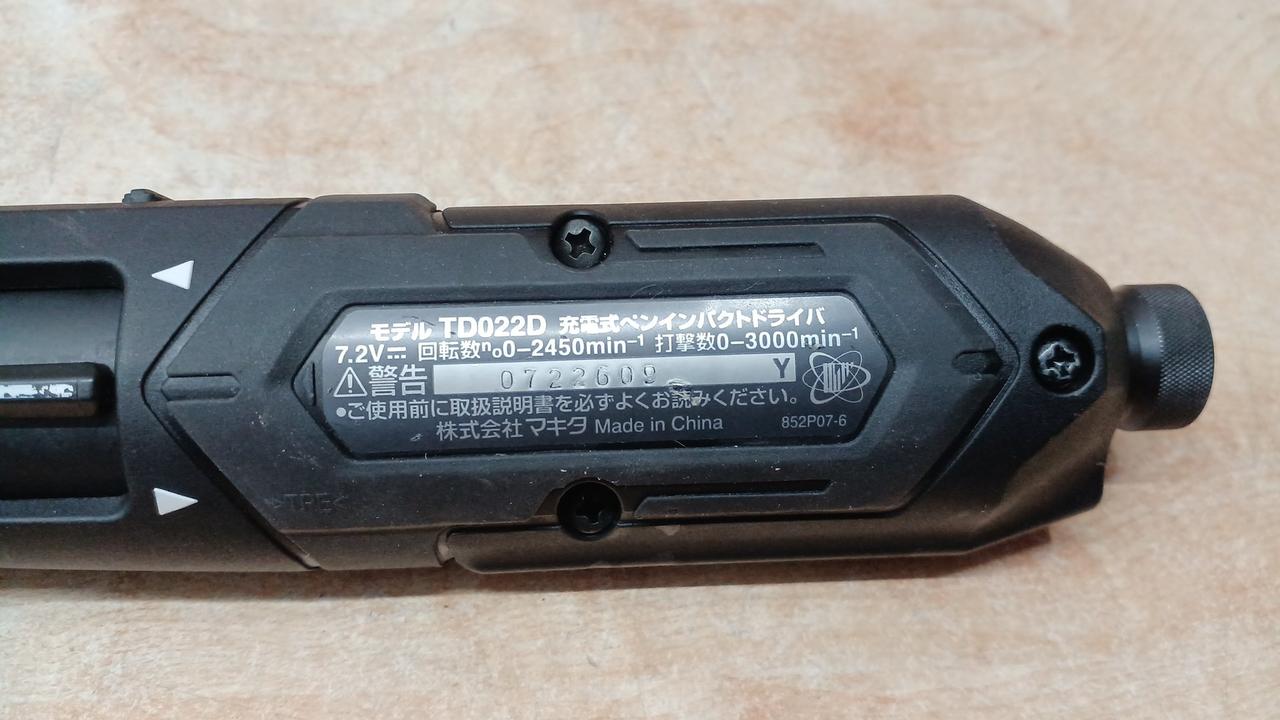 モデル TD022D 充電式ペンインパクトドライバ
7.2V⎓ 回転数n₀0-2450min⁻¹ 打撃数0-3000min⁻¹
⚠警告 0722609 Y
●ご使用前に取扱説明書を必ずよくお読みください。
株式会社 マキタ Made in China 852P07-6
>TPE<